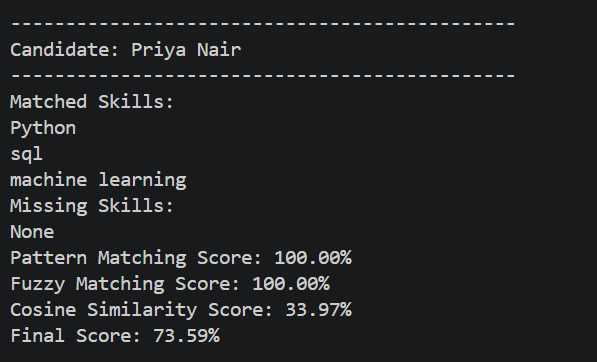 ----------------------------------------------
Candidate: Priya Nair
----------------------------------------------
Matched Skills:
Python
sql
machine learning
Missing Skills:
None
Pattern Matching Score: 100.00%
Fuzzy Matching Score: 100.00%
Cosine Similarity Score: 33.97%
Final Score: 73.59%